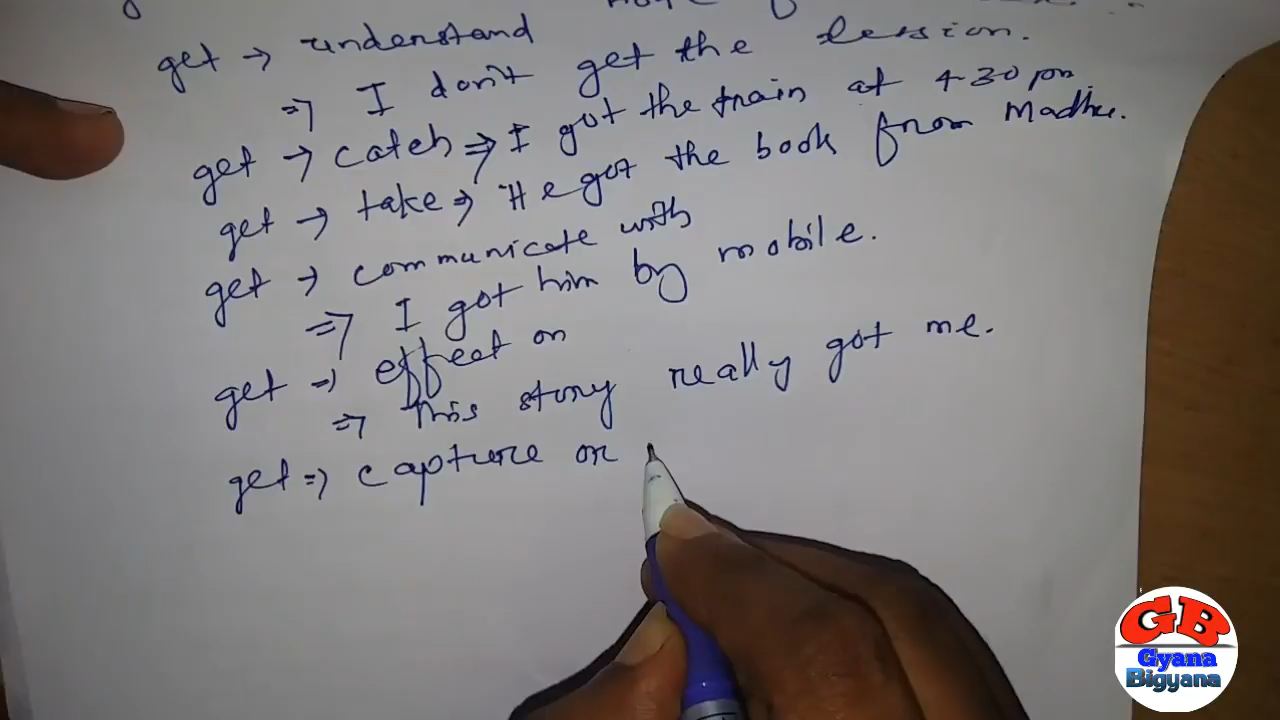 get → understand
⇒ I don't get the lession.
get → catch ⇒ I got the train at 4-30 pm
get → take ⇒ He got the book from Madhu.
get → communicate with
⇒ I got him by mobile.
get ⇒ effect on
⇒ This story really got me.
get ⇒ capture or
GB
Gyana
Bigyana